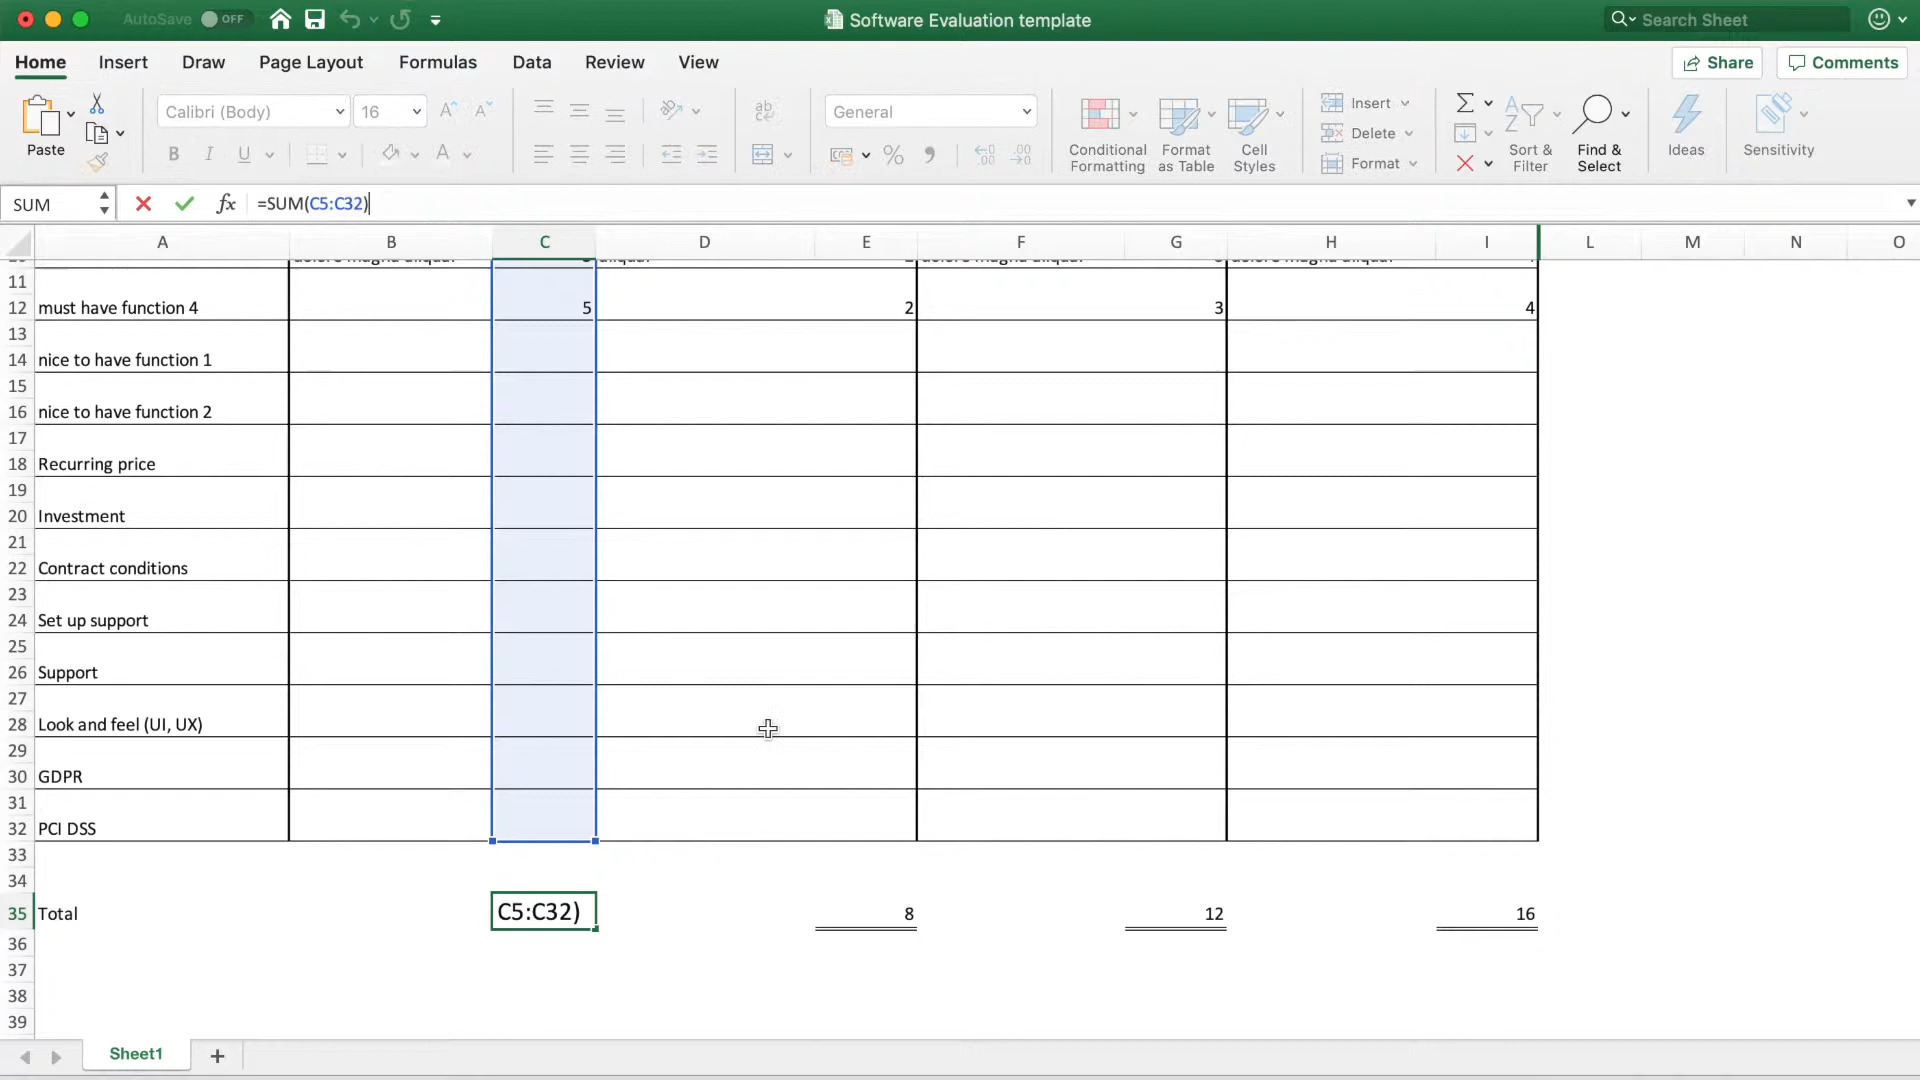 AutoSave OFF Software Evaluation template Search Sheet
Home Insert Draw Page Layout Formulas Data Review View Share Comments
Paste Calibri (Body) 16 General
B I U A
Conditional Formatting
Format as Table
Cell Styles
Insert
Delete
Format
Sort & Filter
Find & Select
Ideas
Sensitivity
SUM fx =SUM(C5:C32)
A B C D E F G H I L M N O
11
12 must have function 4 5 2 3 4
13
14 nice to have function 1
15
16 nice to have function 2
17
18 Recurring price
19
20 Investment
21
22 Contract conditions
23
24 Set up support
25
26 Support
27
28 Look and feel (UI, UX)
29
30 GDPR
31
32 PCI DSS
33
34
35 Total C5:C32) 8 12 16
36
37
38
39
Sheet1